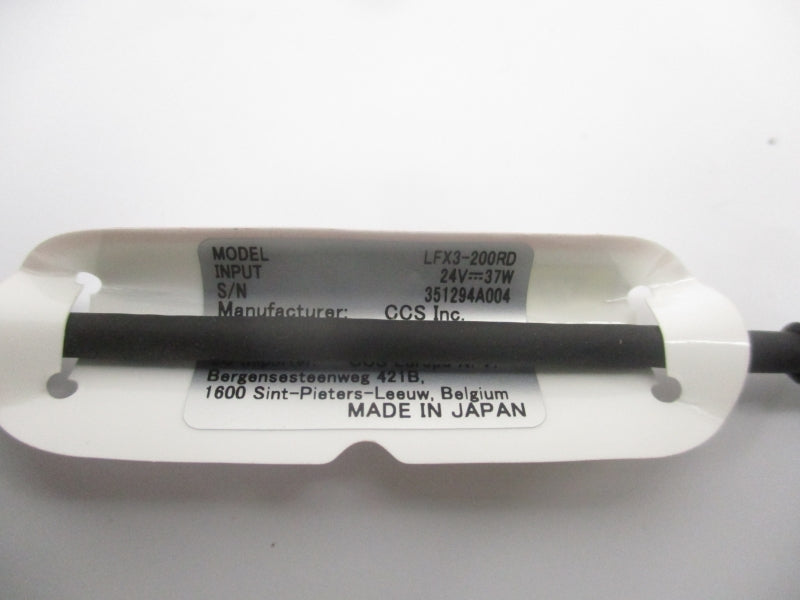 MODEL LFX3-200RD
INPUT 24V⎓37W
S/N 351294A004
Manufacturer: CCS Inc.
Bergensesteenweg 421B,
1600 Sint-Pieters-Leeuw, Belgium
MADE IN JAPAN